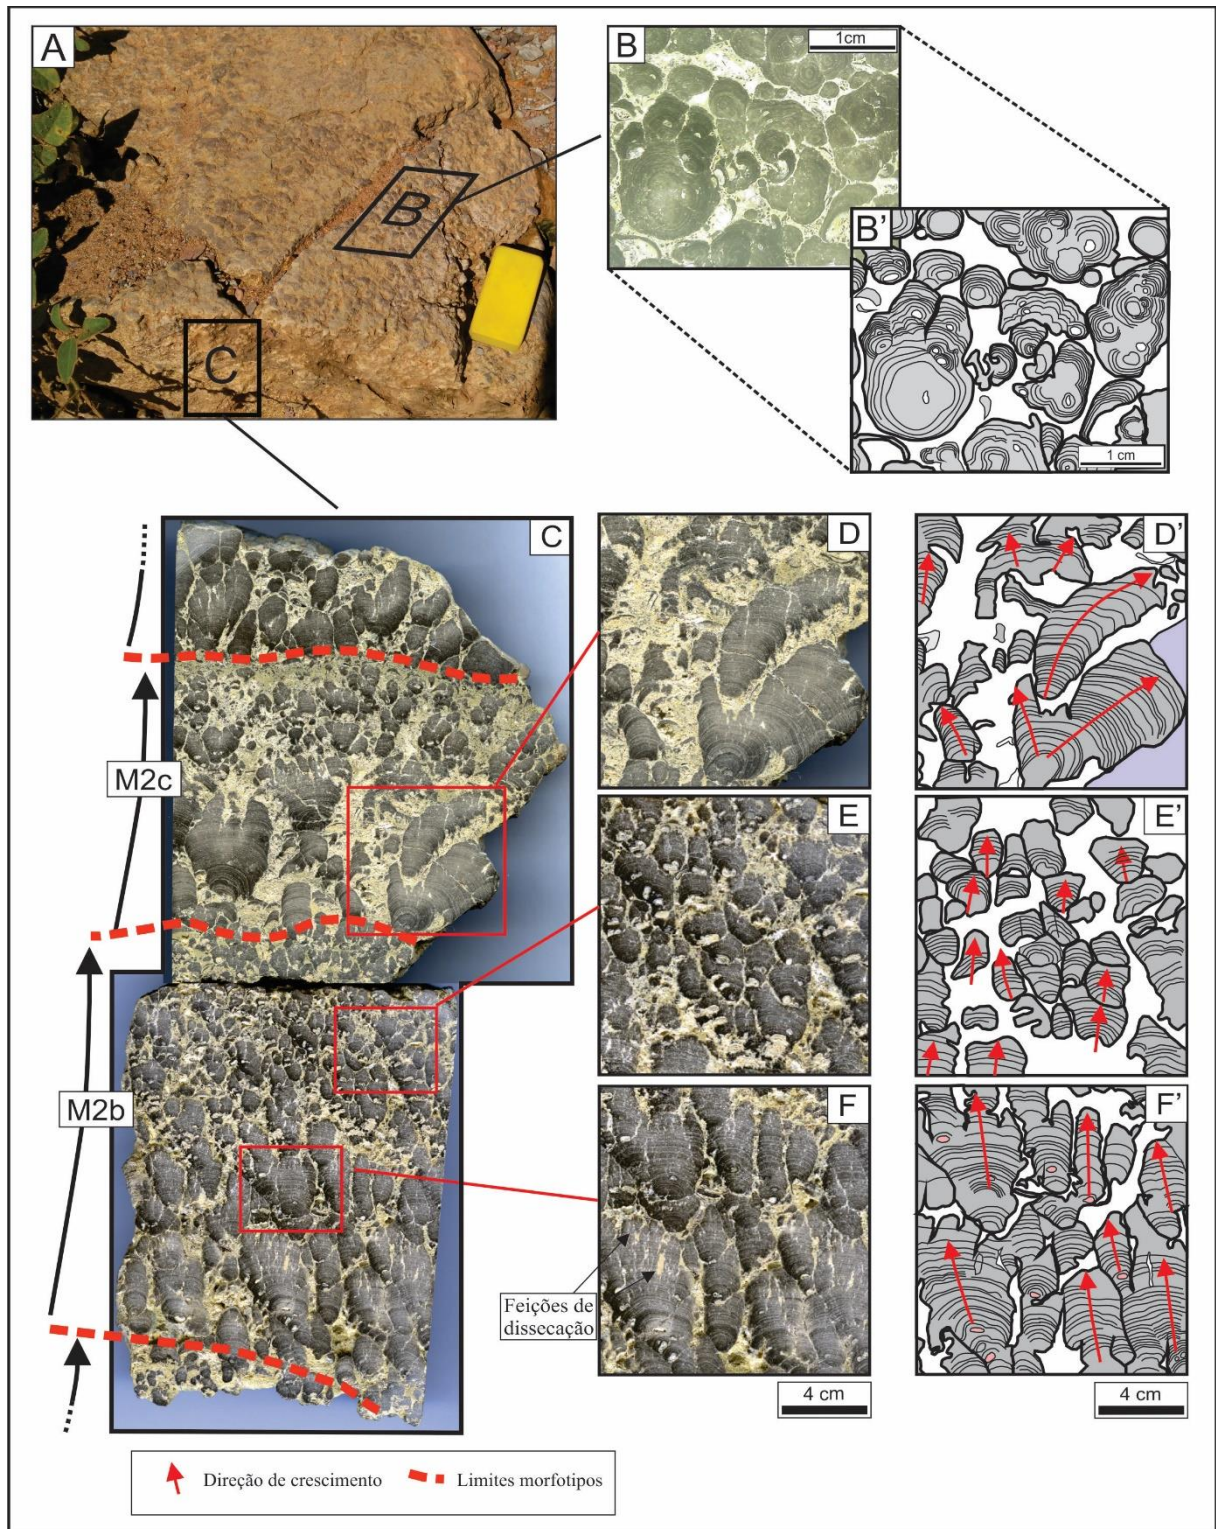 A
B
C
B
1cm
B'
1 cm
C
D
D'
M2c
E
E'
M2b
F
F'
Feições de
dissecação
4 cm
4 cm
Direção de crescimento
Limites morfotipos